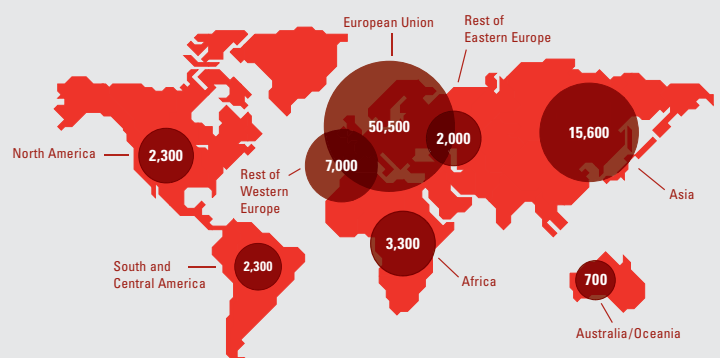 European Union
Rest of
Eastern Europe
50,500
2,000
15,600
North America
2,300
7,000
Rest of
Western
Europe
Asia
South and
Central America
2,300
3,300
Africa
700
Australia/Oceania